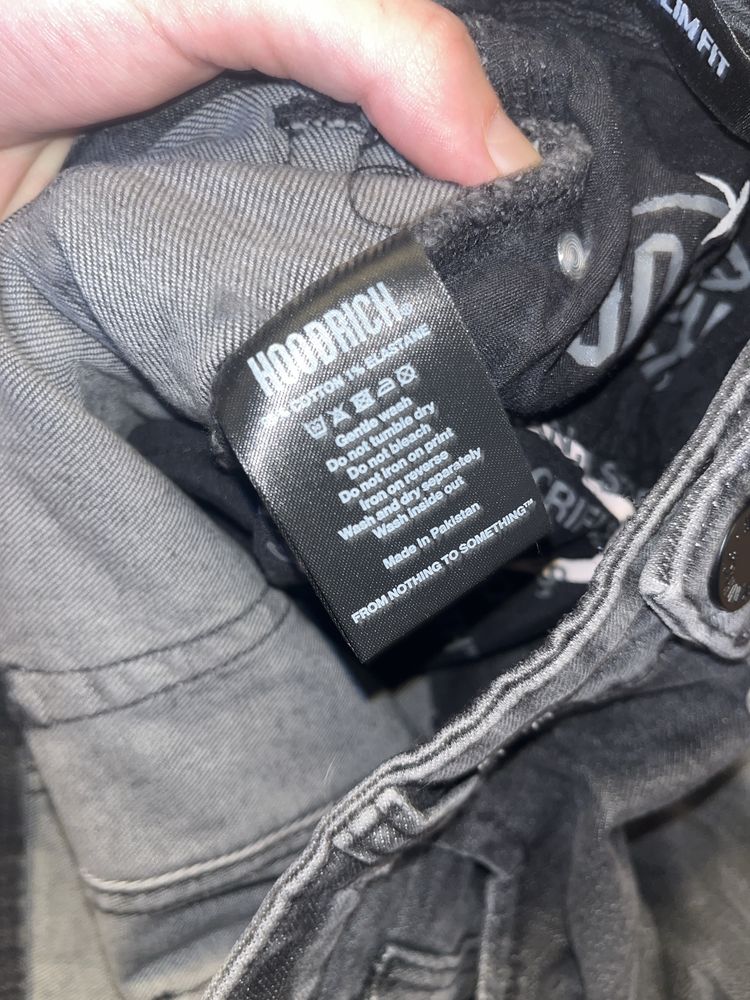 SLIM FIT
HOODRICH®
COTTON 1% ELASTANE
Gentle wash
Do not tumble dry
Do not bleach
Do not iron on print
Iron on reverse
Wash and dry separately
Wash inside out
Made in Pakistan
FROM NOTHING TO SOMETHING™